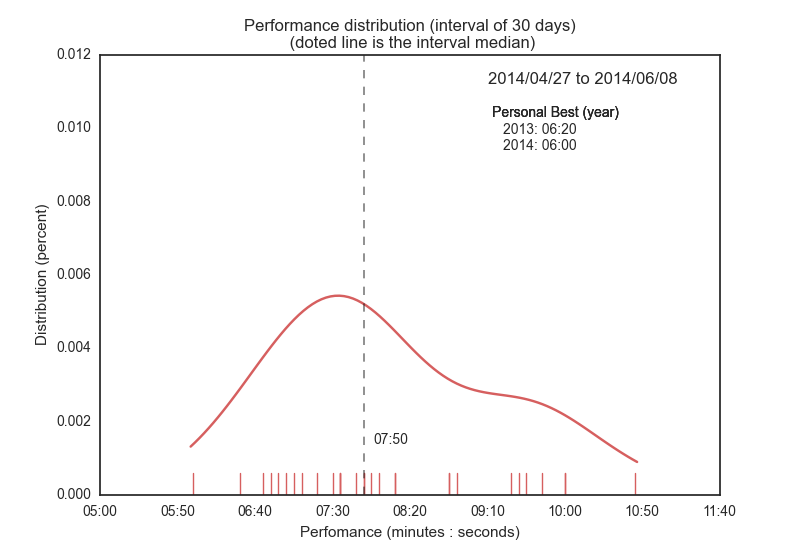 Performance distribution (interval of 30 days)
(doted line is the interval median)
0.012
2014/04/27 to 2014/06/08
Personal Best (year)
2013: 06:20
2014: 06:00
0.010
0.008
0.006
0.004
0.002
0.000
Distribution (percent)
07:50
05:00 05:50 06:40 07:30 08:20 09:10 10:00 10:50 11:40
Perfomance (minutes : seconds)